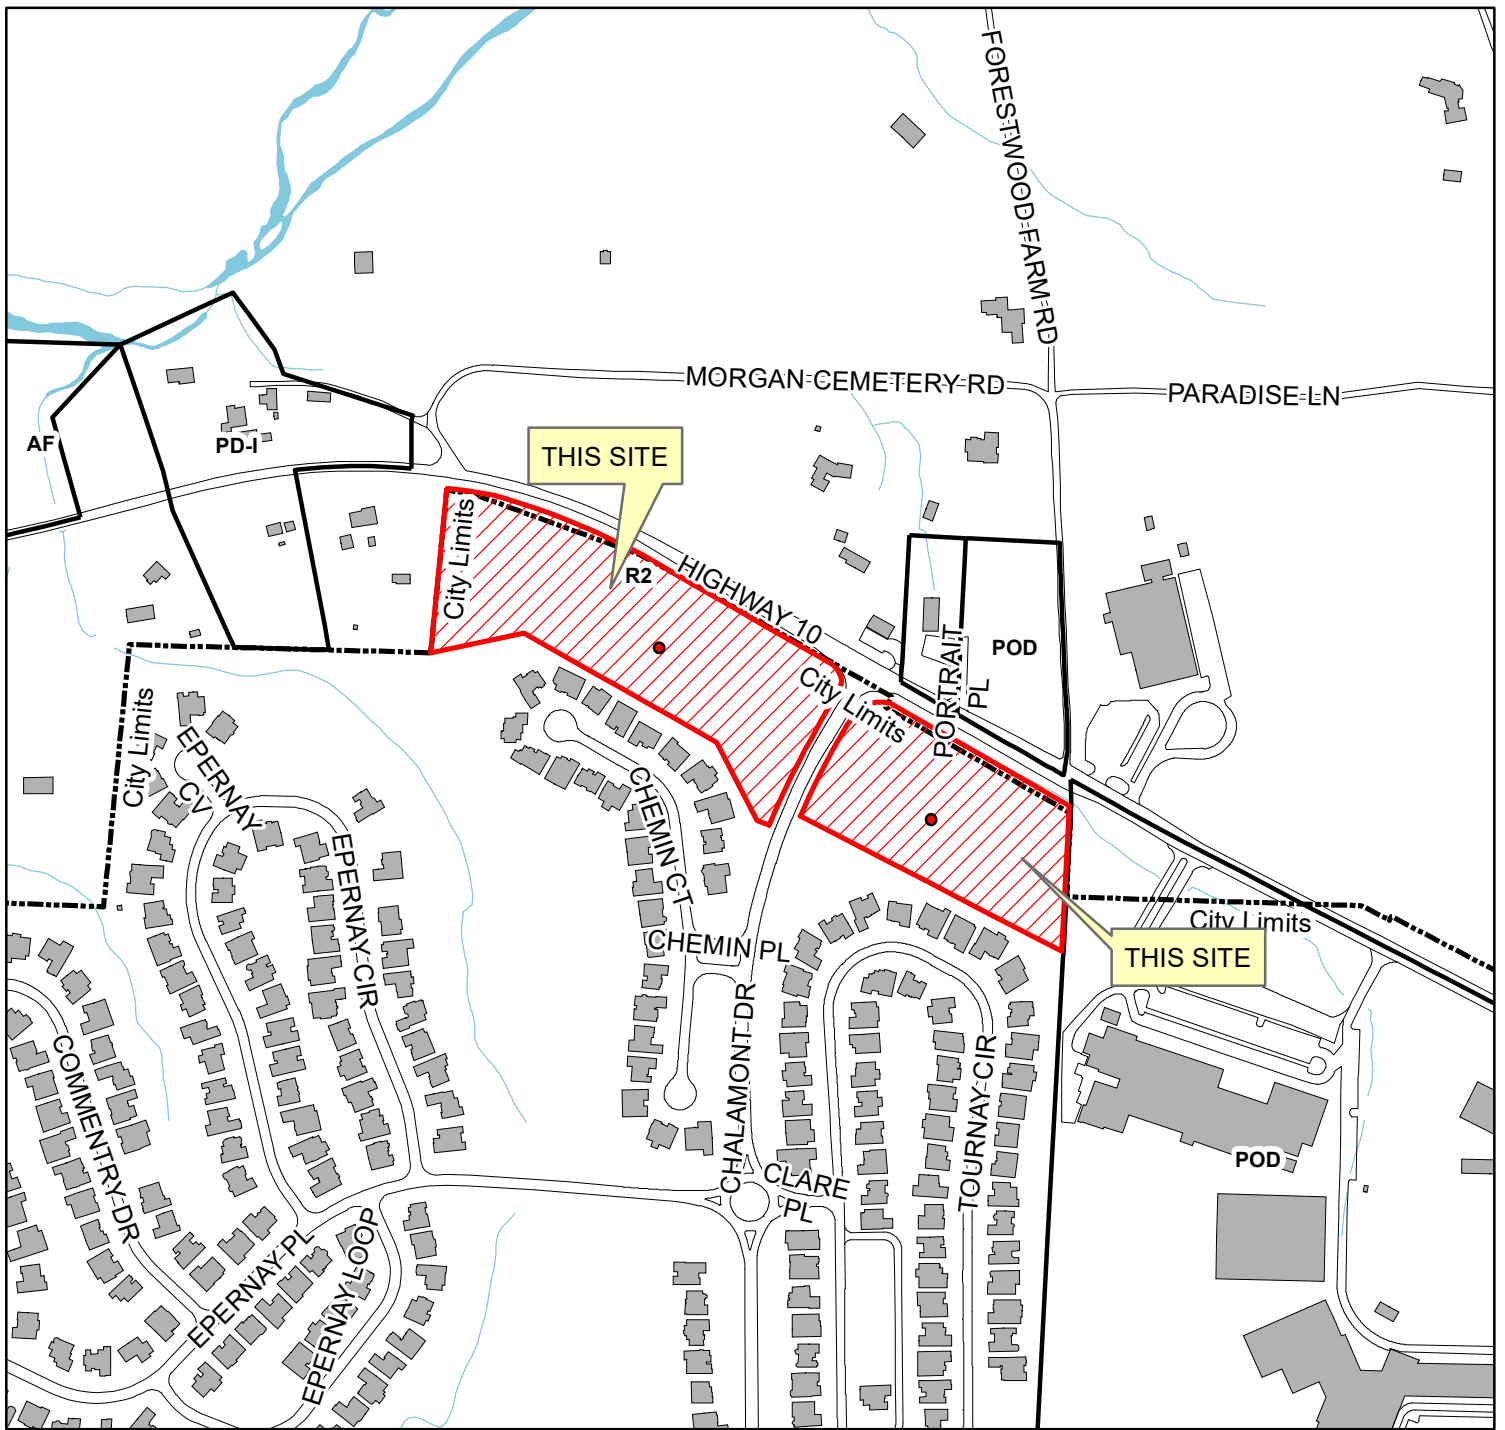 FORESTWOOD FARM RD
MORGAN CEMETERY RD
PARADISE LN
AF
PD-I
THIS SITE
City Limits
R2
HIGHWAY 10
PORTRAIT
PL
POD
City Limits
City Limits
EPERNAY
CV
CHEMIN CT
EPERNAY CIR
City Limits
CHEMIN PL
THIS SITE
CHALAMONT DR
COMMENTRY DR
TOURNAY CIR
POD
CLARE
PL
EPERNAY PL
EPERNAY LOOP